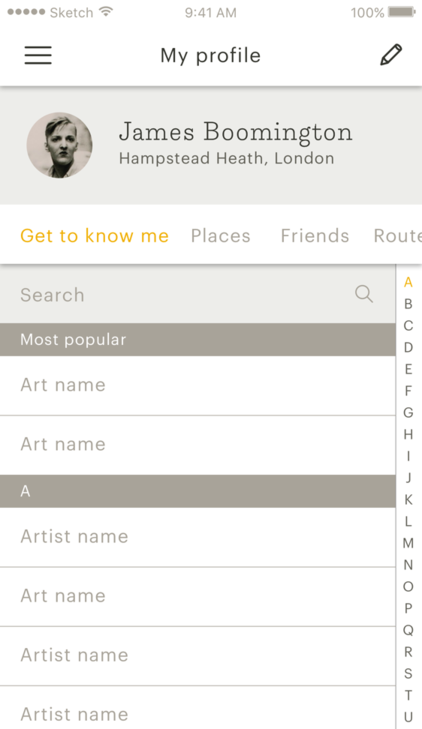 Sketch 9:41 AM 100%
My profile
James Boomington
Hampstead Heath, London
Get to know me Places Friends Route
Search
Most popular
Art name
Art name
A
Artist name
Art name
Artist name
Artist name
A
B
C
D
E
F
G
H
I
J
K
L
M
N
O
P
Q
R
S
T
U